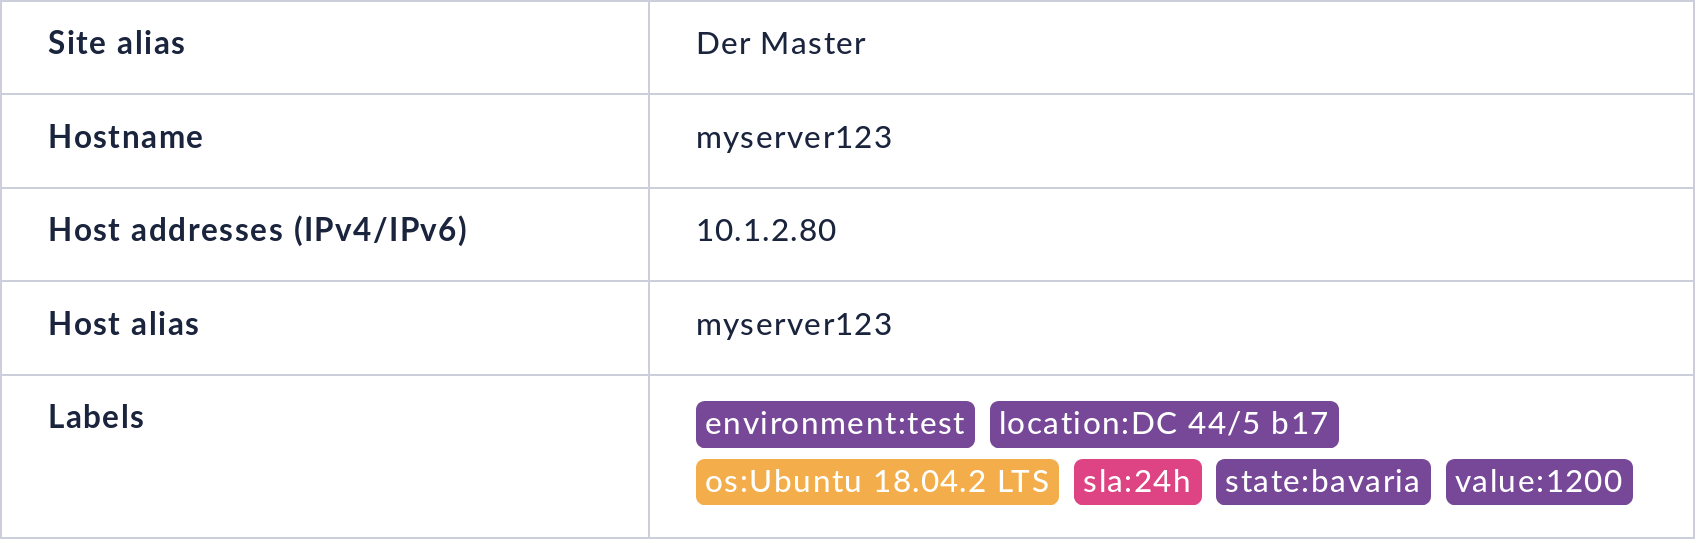 Site alias Der Master
Hostname myserver123
Host addresses (IPv4/IPv6) 10.1.2.80
Host alias myserver123
Labels environment:test location:DC 44/5 b17
os:Ubuntu 18.04.2 LTS sla:24h state:bavaria value:1200